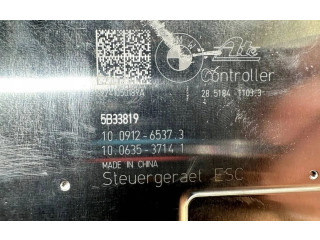 BMW Ate
Controller
28.5184-1103.3
5B33819
10 0912-6537.3
10 0635-3714 1
MADE IN CHINA
Steuergeraet ESC